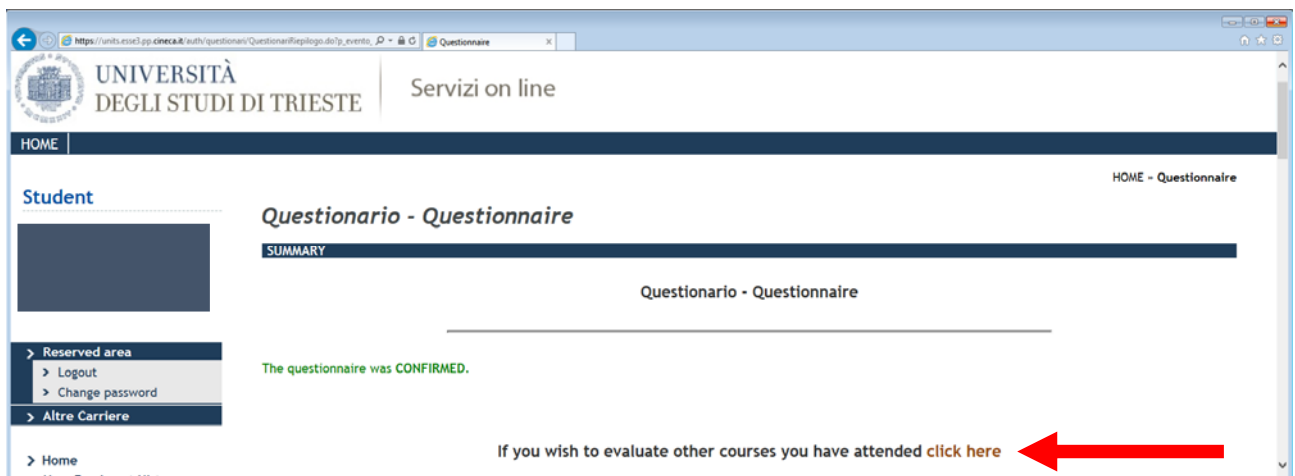 https://units.esse3.pp.cineca.it/auth/questionari/QuestionariRiepilogo.do?p_evento_
Questionnaire
UNIVERSITÀ
DEGLI STUDI DI TRIESTE
Servizi on line
HOME
HOME » Questionnaire
Student
Questionario - Questionnaire
SUMMARY
Questionario - Questionnaire
Reserved area
Logout
Change password
The questionnaire was CONFIRMED.
Altre Carriere
If you wish to evaluate other courses you have attended click here
Home